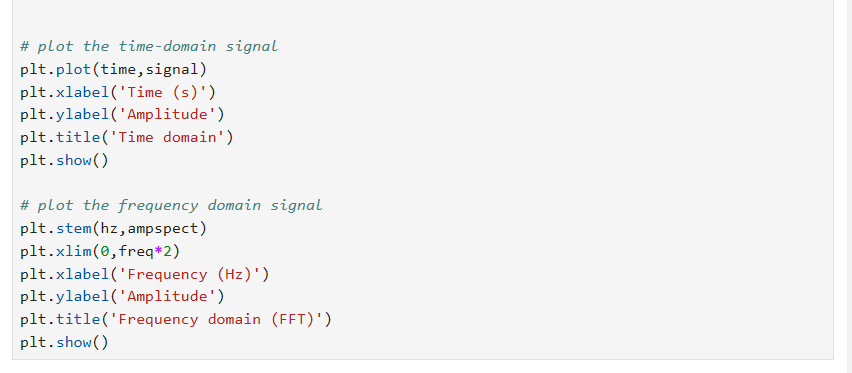 # plot the time-domain signal
plt.plot(time,signal)
plt.xlabel('Time (s)')
plt.ylabel('Amplitude')
plt.title('Time domain')
plt.show()
# plot the frequency domain signal
plt.stem(hz,ampspect)
plt.xlim(0,freq*2)
plt.xlabel('Frequency (Hz)')
plt.ylabel('Amplitude')
plt.title('Frequency domain (FFT)')
plt.show()